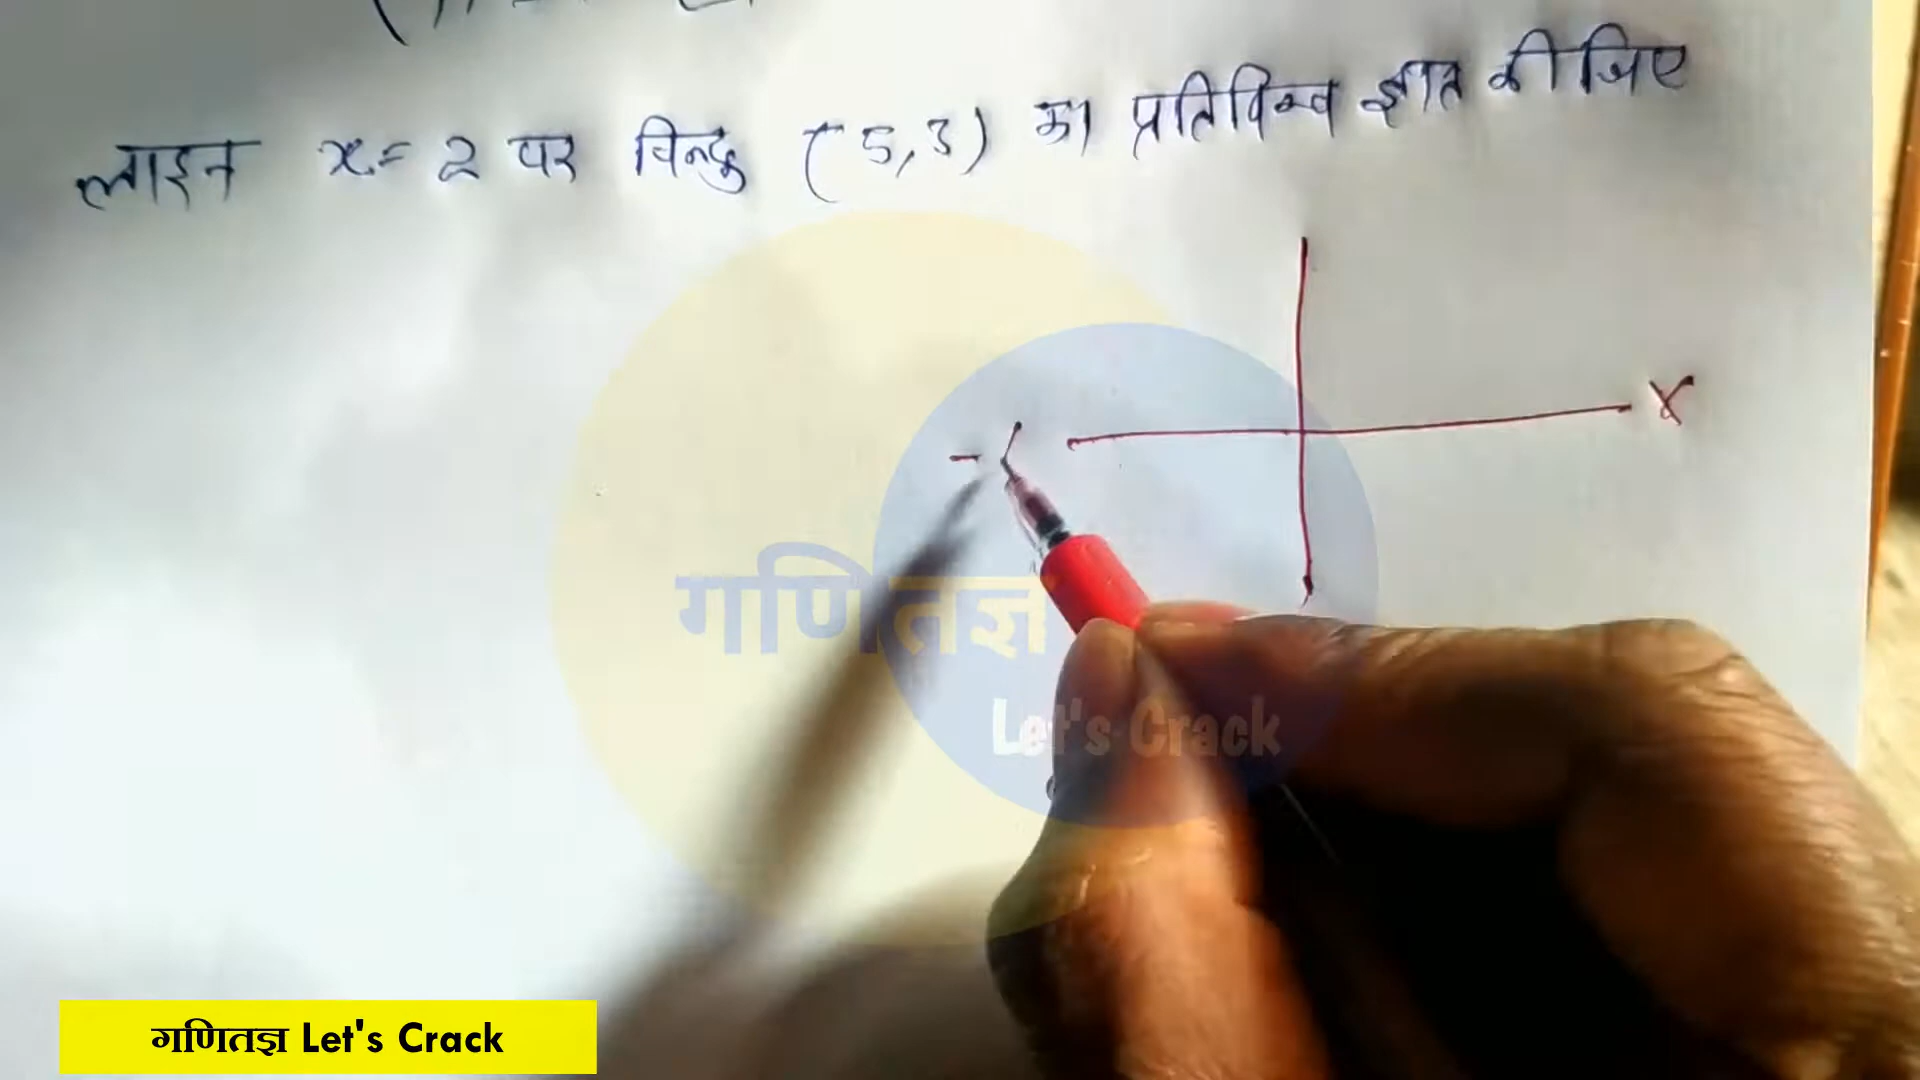 लाइन x = 2 पर विन्दु (5,3) का प्रतिविम्ब ज्ञात कीजिए
X
गणितज्ञ
Let's Crack
गणितज्ञ Let's Crack